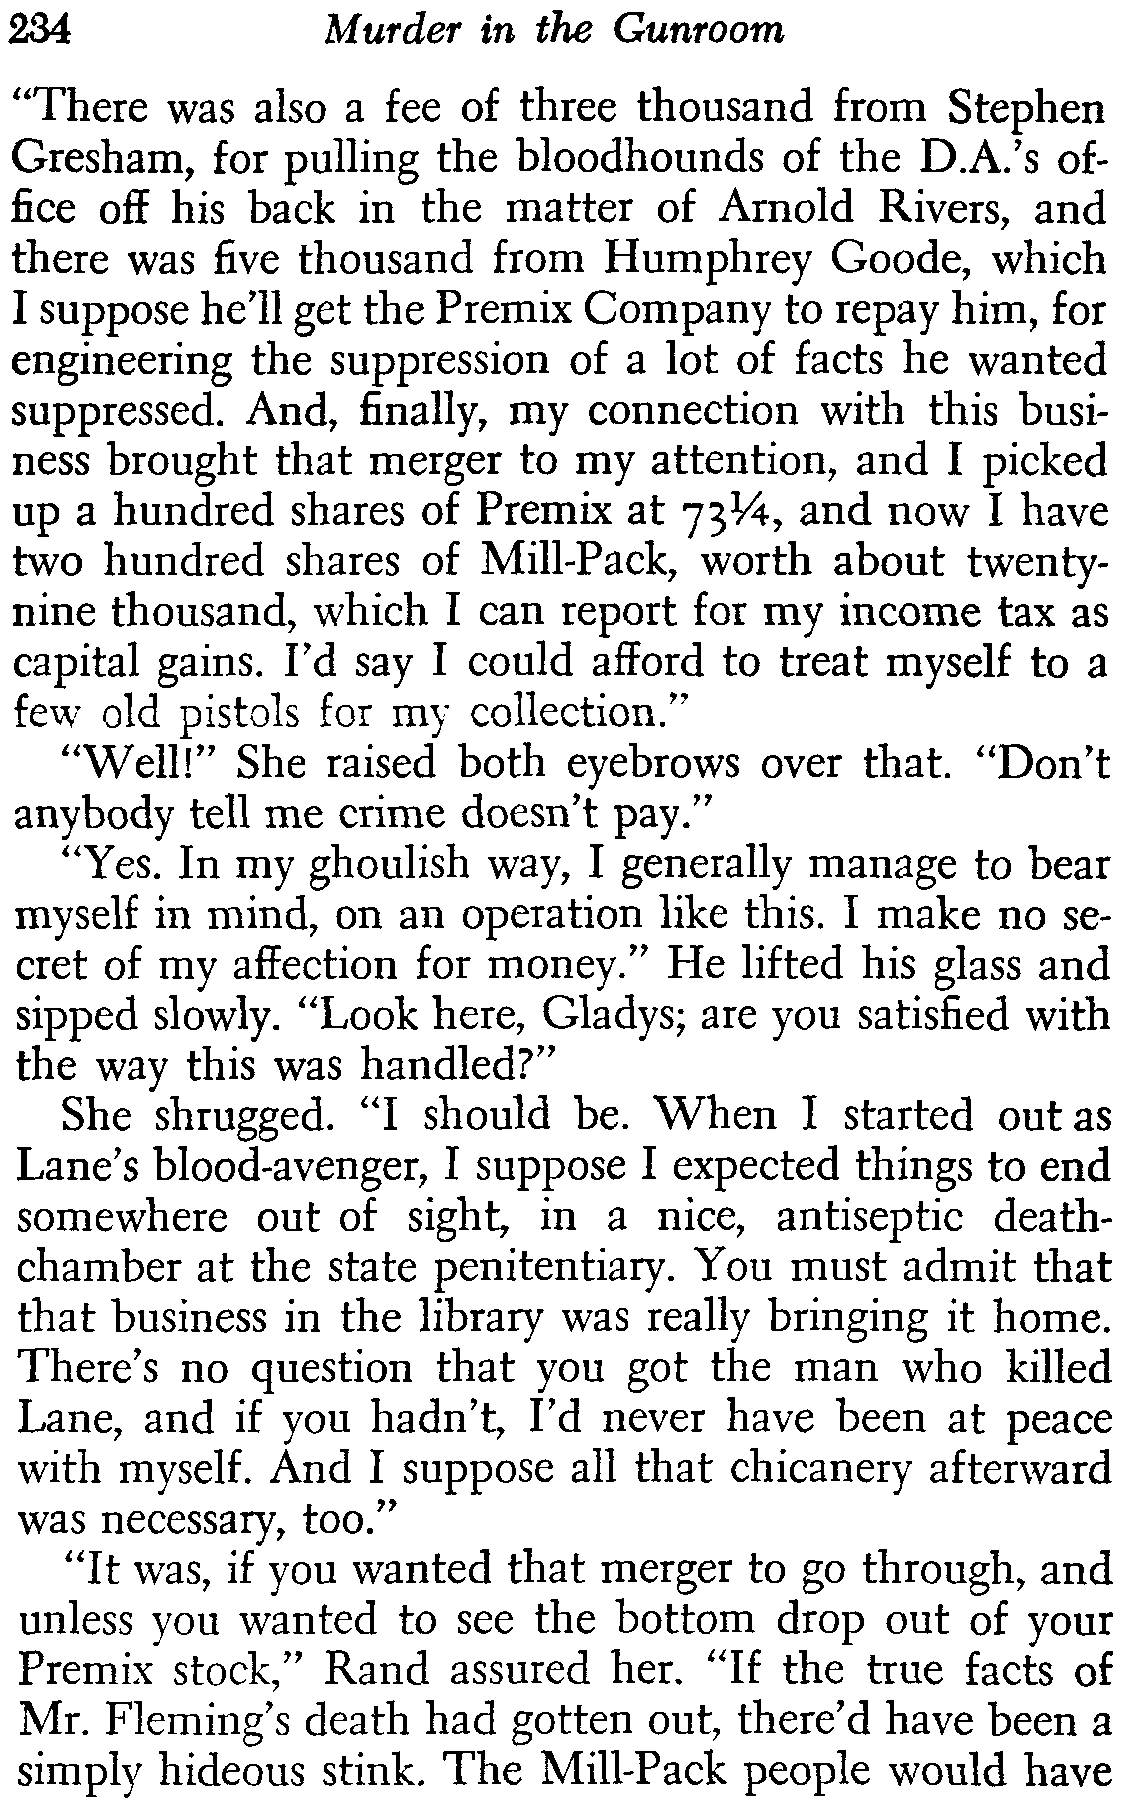 234 Murder in the Gunroom
“There was also a fee of three thousand from Stephen
Gresham, for pulling the bloodhounds of the D.A.’s of-
fice off his back in the matter of Arnold Rivers, and
there was five thousand from Humphrey Goode, which
I suppose he’ll get the Premix Company to repay him, for
engineering the suppression of a lot of facts he wanted
suppressed. And, finally, my connection with this busi-
ness brought that merger to my attention, and I picked
up a hundred shares of Premix at 73¼, and now I have
two hundred shares of Mill-Pack, worth about twenty-
nine thousand, which I can report for my income tax as
capital gains. I’d say I could afford to treat myself to a
few old pistols for my collection.”
“Well!” She raised both eyebrows over that. “Don’t
anybody tell me crime doesn’t pay.”
“Yes. In my ghoulish way, I generally manage to bear
myself in mind, on an operation like this. I make no se-
cret of my affection for money.” He lifted his glass and
sipped slowly. “Look here, Gladys; are you satisfied with
the way this was handled?”
She shrugged. “I should be. When I started out as
Lane’s blood-avenger, I suppose I expected things to end
somewhere out of sight, in a nice, antiseptic death-
chamber at the state penitentiary. You must admit that
that business in the library was really bringing it home.
There’s no question that you got the man who killed
Lane, and if you hadn’t, I’d never have been at peace
with myself. And I suppose all that chicanery afterward
was necessary, too.”
“It was, if you wanted that merger to go through, and
unless you wanted to see the bottom drop out of your
Premix stock,” Rand assured her. “If the true facts of
Mr. Fleming’s death had gotten out, there’d have been a
simply hideous stink. The Mill-Pack people would have